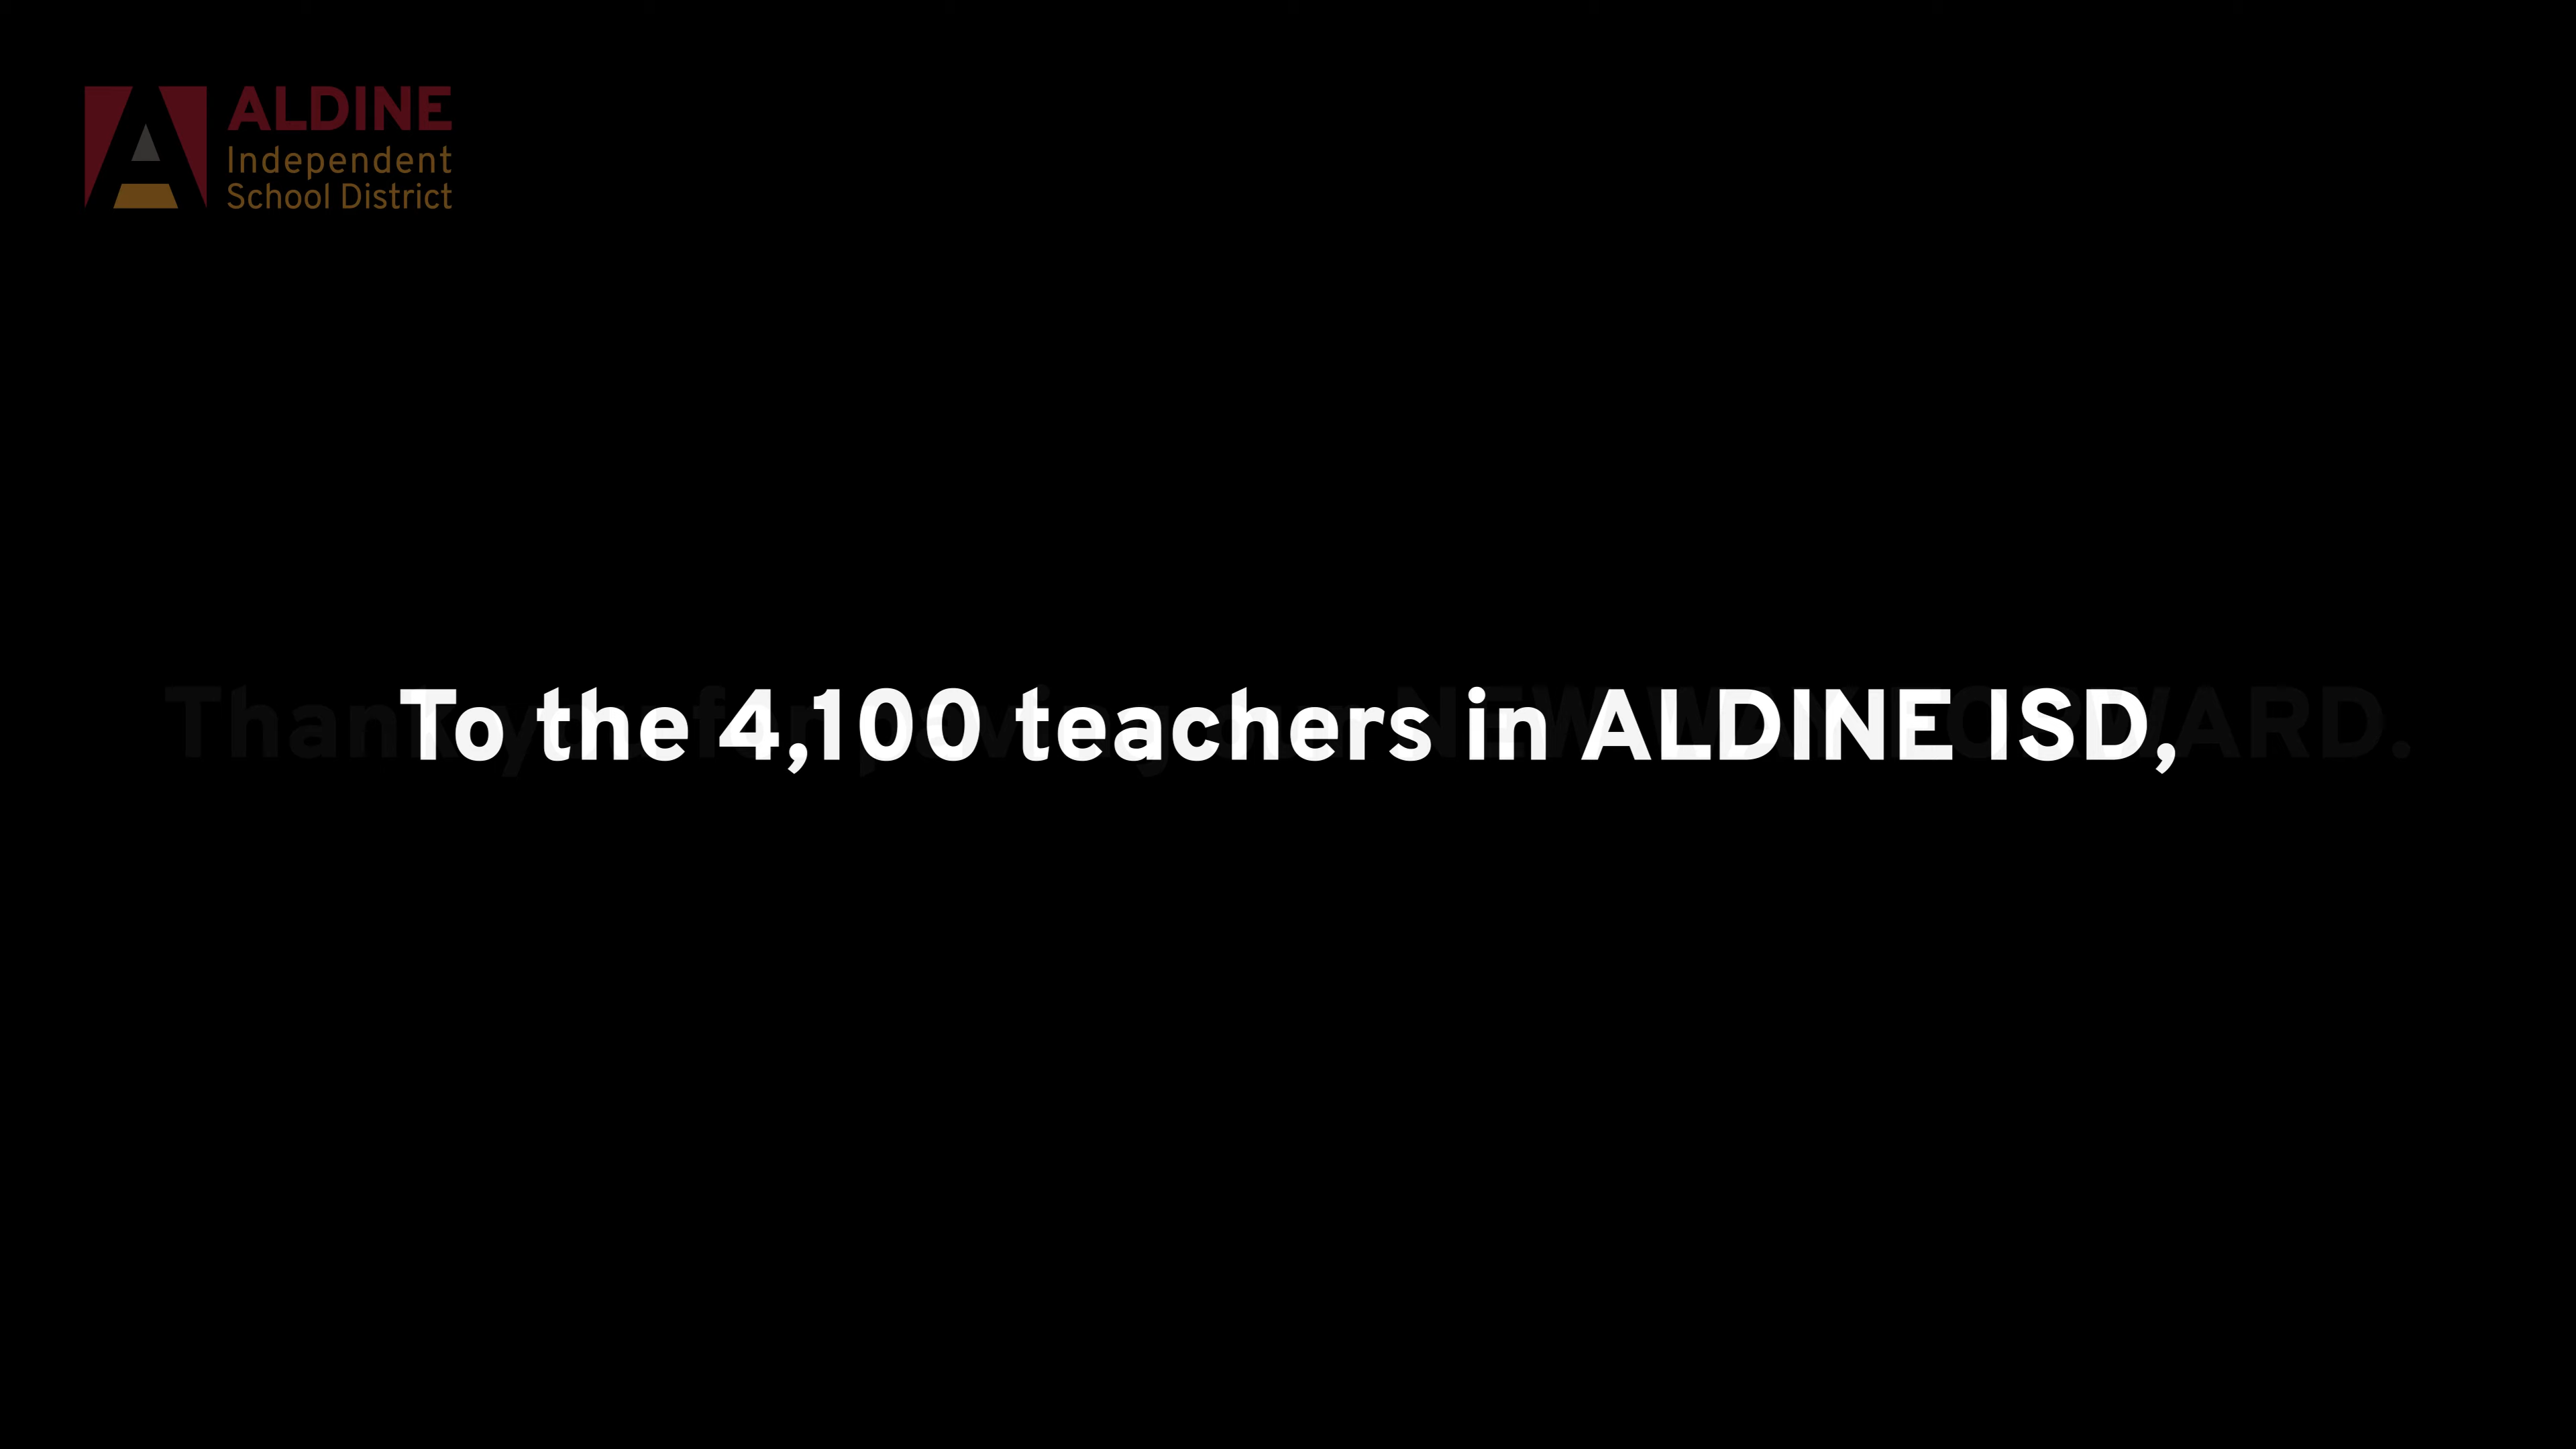 ALDINE
Independent
School District
To the 4,100 teachers in ALDINE ISD,